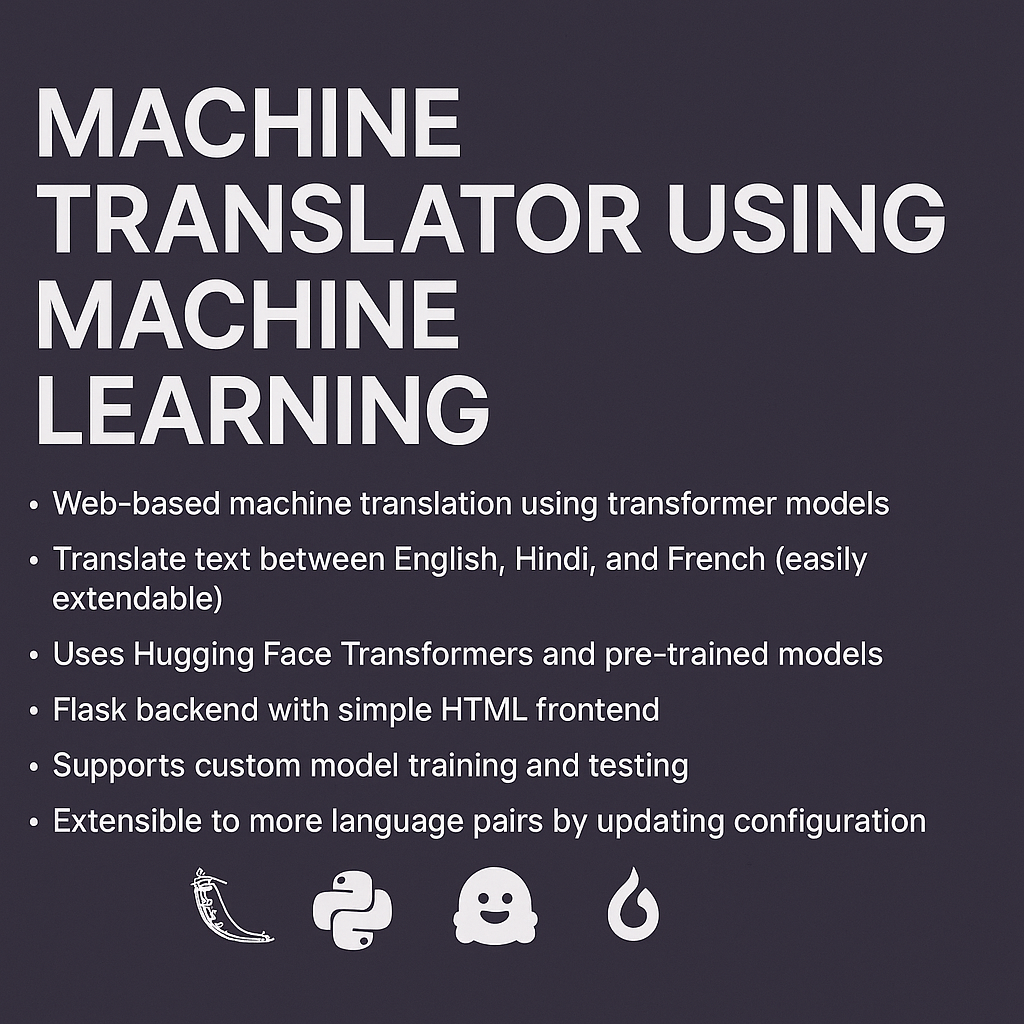 MACHINE
TRANSLATOR USING
MACHINE
LEARNING
• Web-based machine translation using transformer models
• Translate text between English, Hindi, and French (easily
extendable)
• Uses Hugging Face Transformers and pre-trained models
• Flask backend with simple HTML frontend
• Supports custom model training and testing
• Extensible to more language pairs by updating configuration